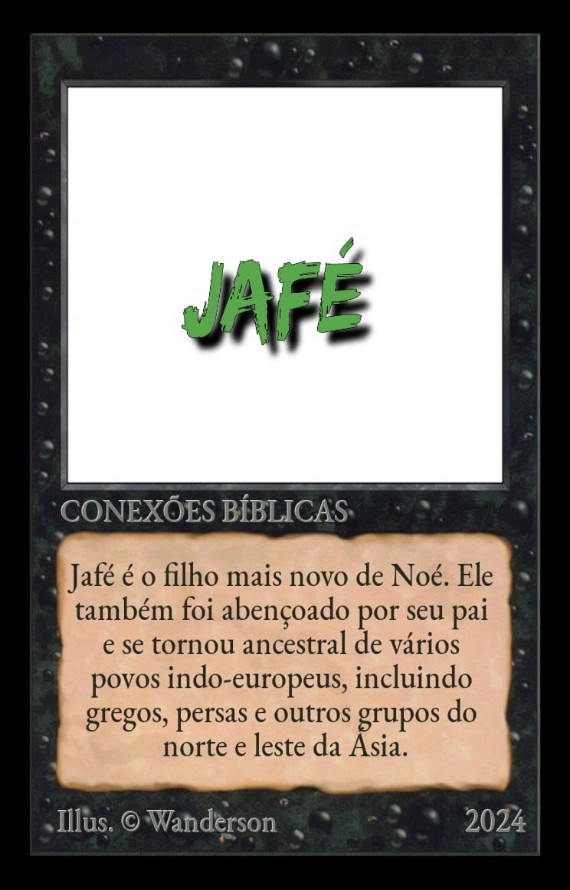 JAFÉ
CONEXÕES BÍBLICAS
Jafé é o filho mais novo de Noé. Ele
também foi abençoado por seu pai
e se tornou ancestral de vários
povos indo-europeus, incluindo
gregos, persas e outros grupos do
norte e leste da Ásia.
Illus. © Wanderson 2024